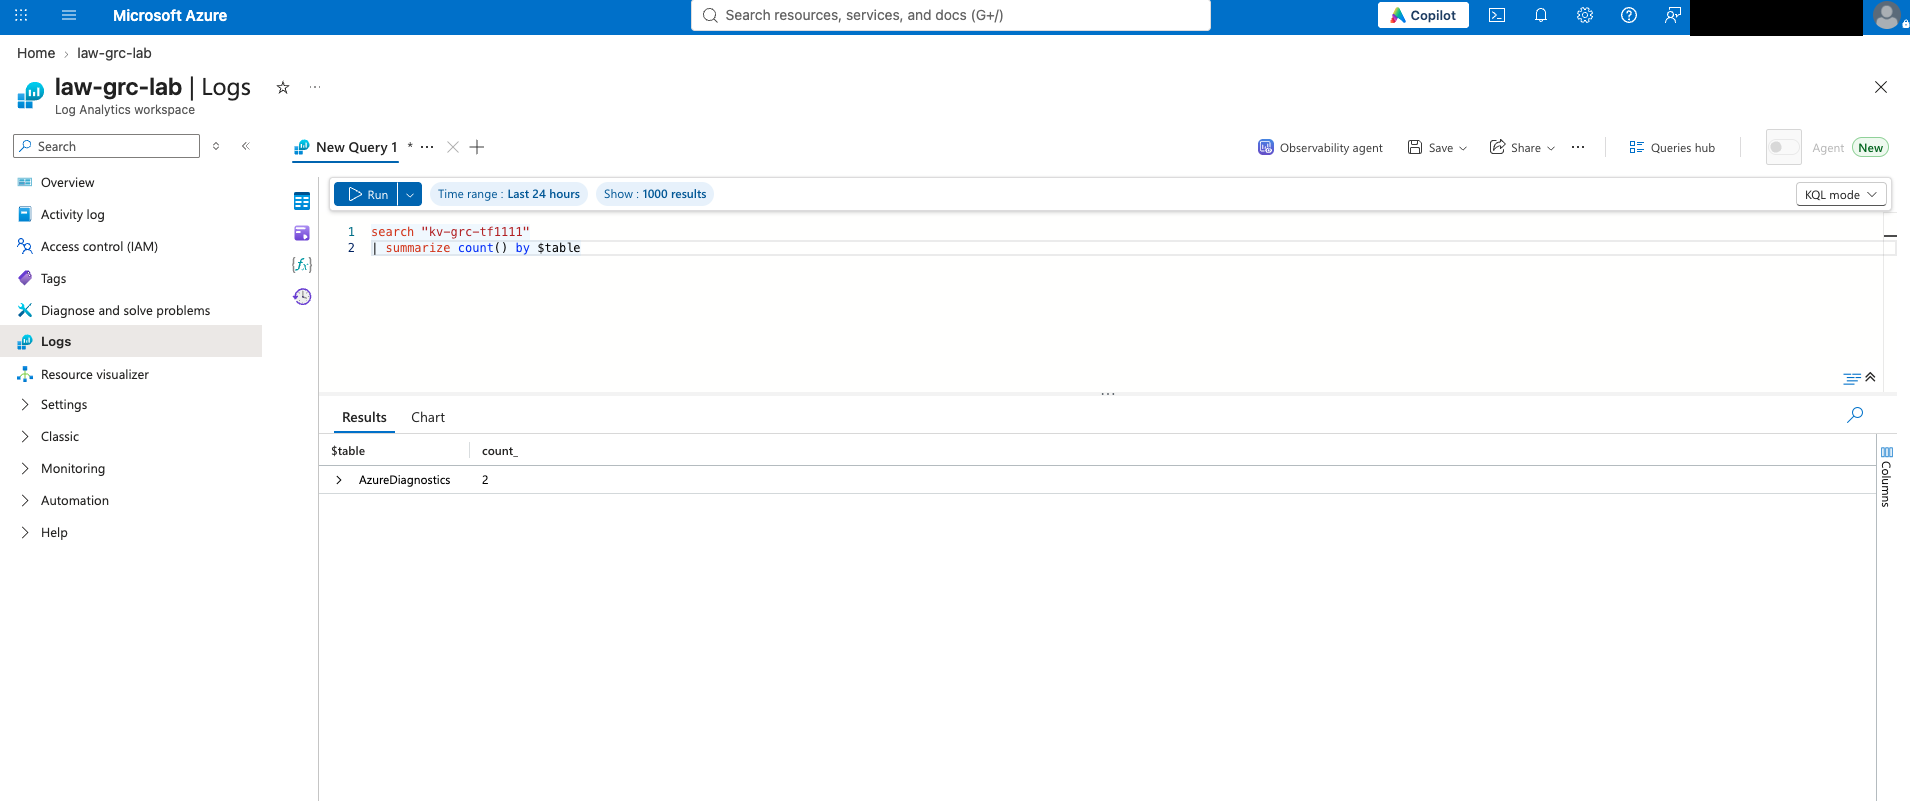 Microsoft Azure
Search resources, services, and docs (G+/)
Copilot
Home > law-grc-lab
law-grc-lab | Logs
Log Analytics workspace
Search
Overview
Activity log
Access control (IAM)
Tags
Diagnose and solve problems
Logs
Resource visualizer
Settings
Classic
Monitoring
Automation
Help
New Query 1 *
Observability agent
Save
Share
Queries hub
Agent
New
Run
Time range : Last 24 hours
Show : 1000 results
KQL mode
1 search "kv-grc-tf1111"
2 | summarize count() by $table
Results
Chart
$table count_
AzureDiagnostics 2
Columns